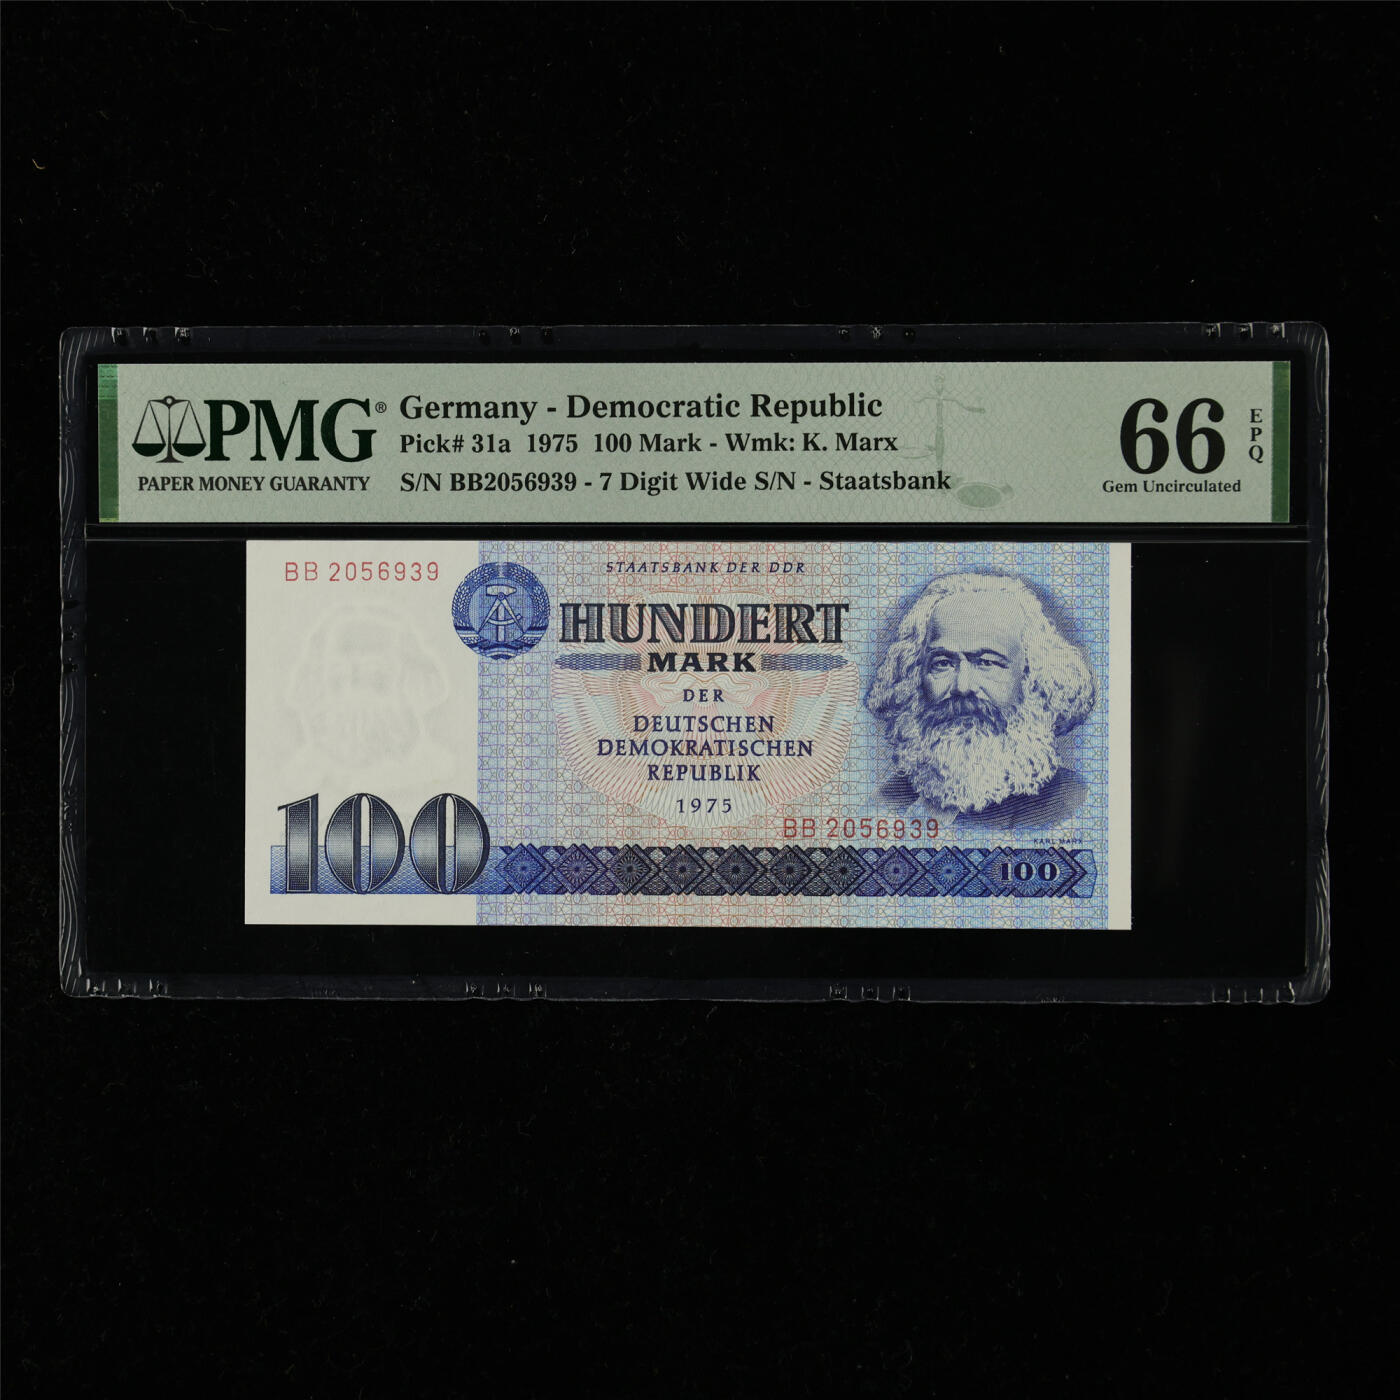 PMG®
PAPER MONEY GUARANTY
Germany - Democratic Republic
Pick# 31a 1975 100 Mark - Wmk: K. Marx
S/N BB2056939 - 7 Digit Wide S/N - Staatsbank
66
EPQ
Gem Uncirculated
BB 2056939
STAATSBANK DER DDR
HUNDERT
MARK
DER
DEUTSCHEN
DEMOKRATISCHEN
REPUBLIK
1975
BB 2056939
KARL MARX
100
100